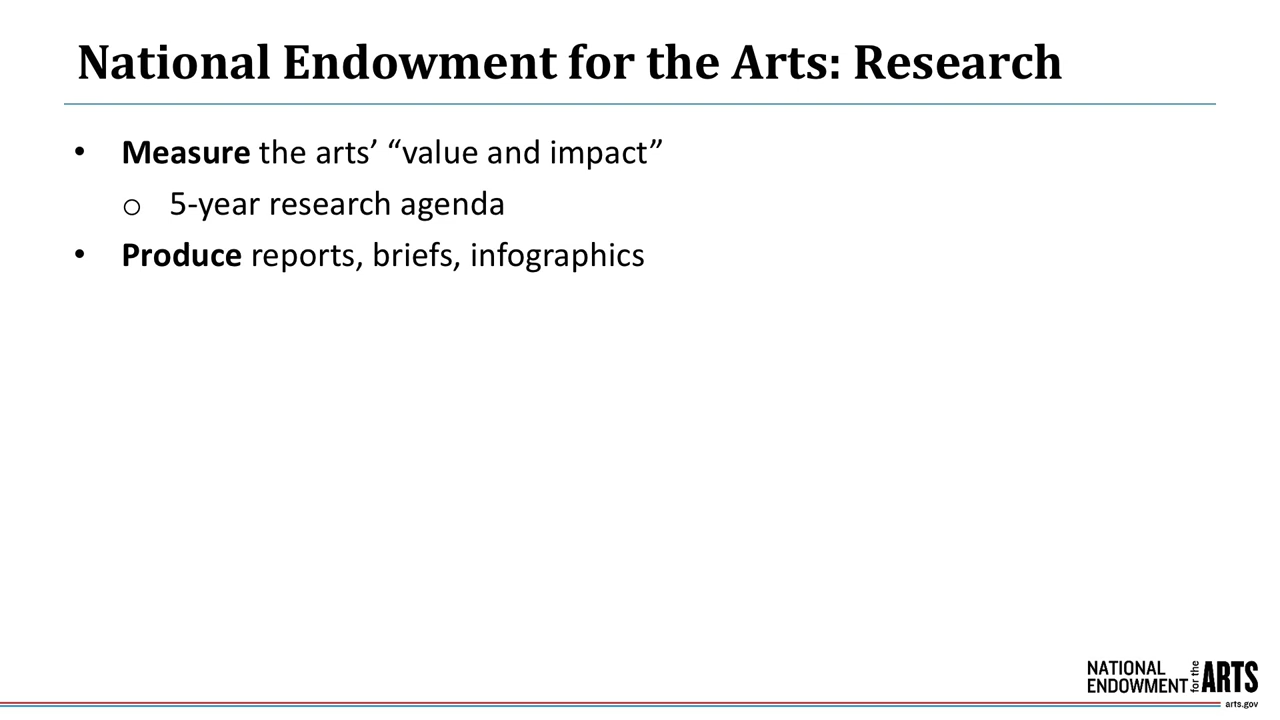 National Endowment for the Arts: Research
• Measure the arts’ “value and impact”
o 5-year research agenda
• Produce reports, briefs, infographics
NATIONAL ENDOWMENT for the ARTS
arts.gov